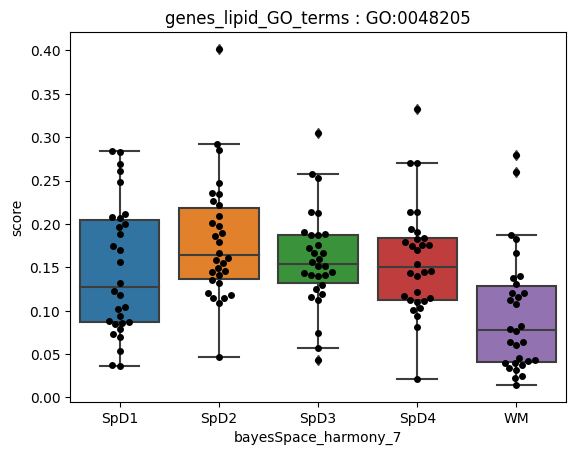 genes_lipid_GO_terms : GO:0048205
0.40
0.35
0.30
0.25
0.20
0.15
0.10
0.05
0.00
score
SpD1 SpD2 SpD3 SpD4 WM
bayesSpace_harmony_7